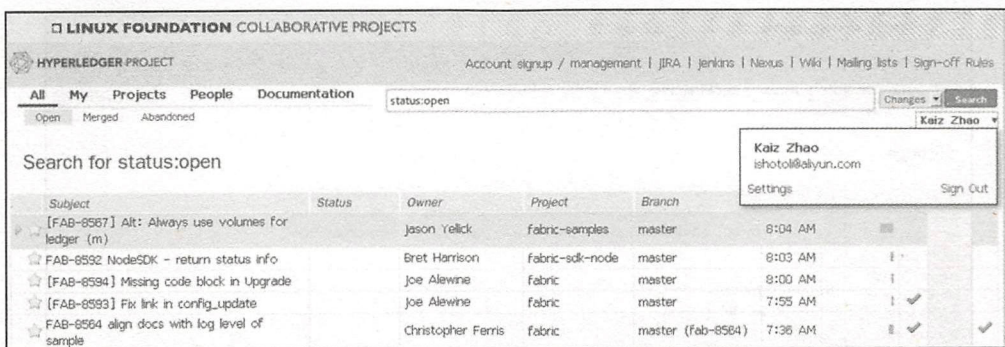 LINUX FOUNDATION COLLABORATIVE PROJECTS
HYPERLEDGER PROJECT
Account signup / management | JIRA | Jenkins | Nexus | Wiki | Mailing lists | Sign-off Rules
All My Projects People Documentation
status:open
Changes Search
Open Merged Abandoned
Kaiz Zhao
Kaiz Zhao
ishotoli@aliyun.com
Settings Sign Out
Search for status:open
Subject Status Owner Project Branch
[FAB-8567] Alt: Always use volumes for
ledger (m)
Jason Yellick fabric-samples master 8:04 AM
FAB-8592 NodeSDK - return status info Bret Harrison fabric-sdk-node master 8:03 AM
[FAB-8594] Missing code block in Upgrade Joe Alewine fabric master 8:00 AM
[FAB-8593] Fix link in config_update Joe Alewine fabric master 7:55 AM
FAB-8564 align docs with log level of
sample
Christopher Ferris fabric master (fab-8564) 7:36 AM